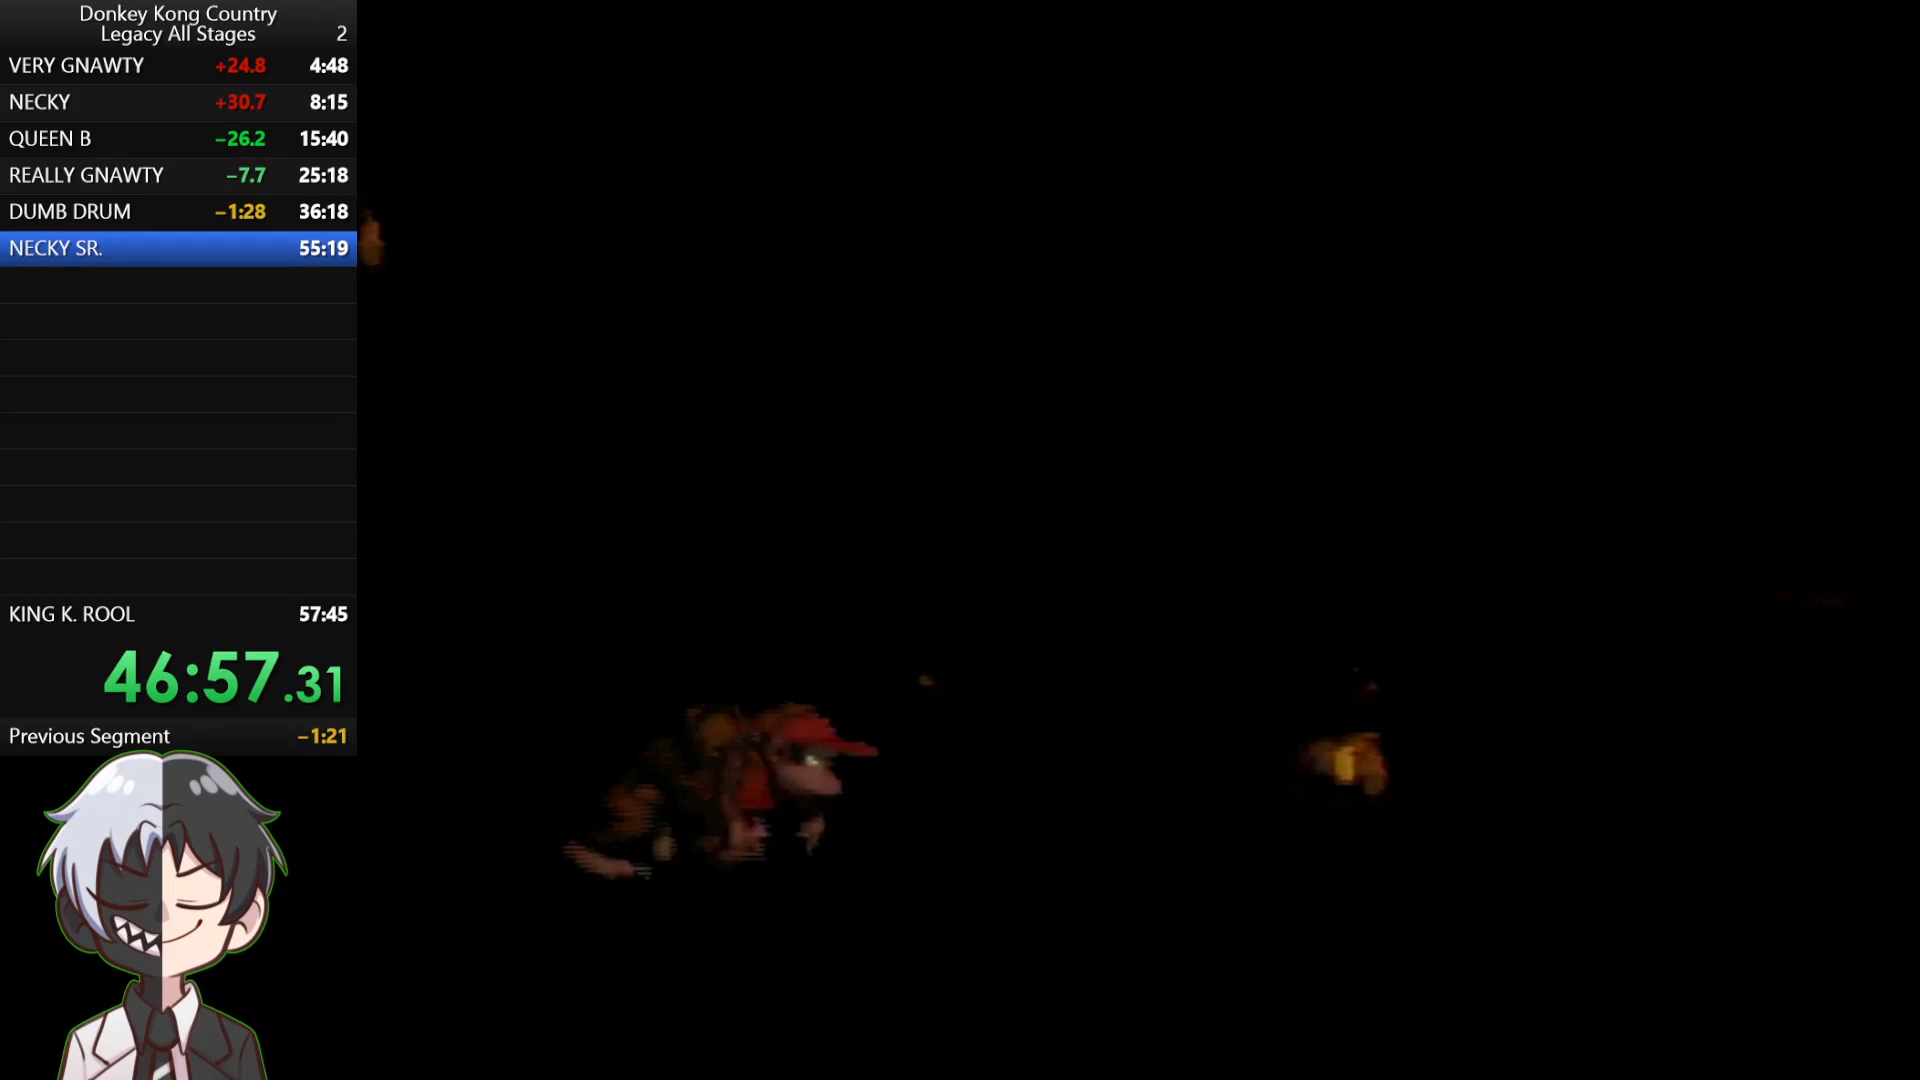 Donkey Kong Country
Legacy All Stages 2
VERY GNAWTY +24.8 4:48
NECKY +30.7 8:15
QUEEN B −26.2 15:40
REALLY GNAWTY −7.7 25:18
DUMB DRUM −1:28 36:18
NECKY SR. 55:19
KING K. ROOL 57:45
46:57.31
Previous Segment −1:21